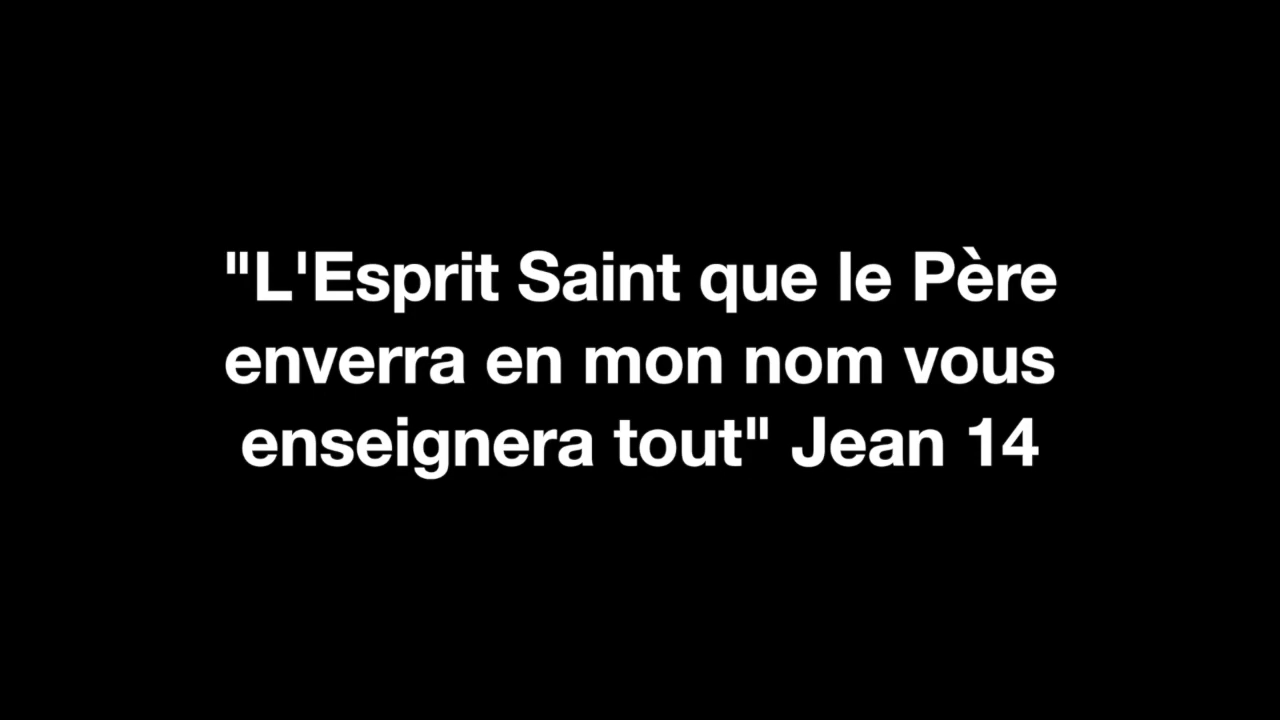 "L'Esprit Saint que le Père
enverra en mon nom vous
enseignera tout" Jean 14